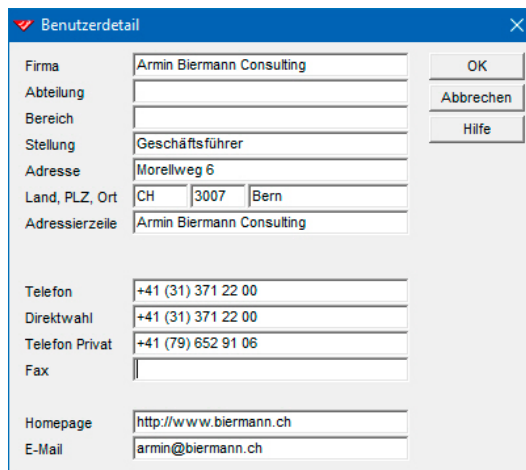 Benutzerdetail
Firma Armin Biermann Consulting OK
Abteilung Abbrechen
Bereich Hilfe
Stellung Geschäftsführer
Adresse Morellweg 6
Land, PLZ, Ort CH 3007 Bern
Adressierzeile Armin Biermann Consulting
Telefon +41 (31) 371 22 00
Direktwahl +41 (31) 371 22 00
Telefon Privat +41 (79) 652 91 06
Fax
Homepage http://www.biermann.ch
E-Mail armin@biermann.ch